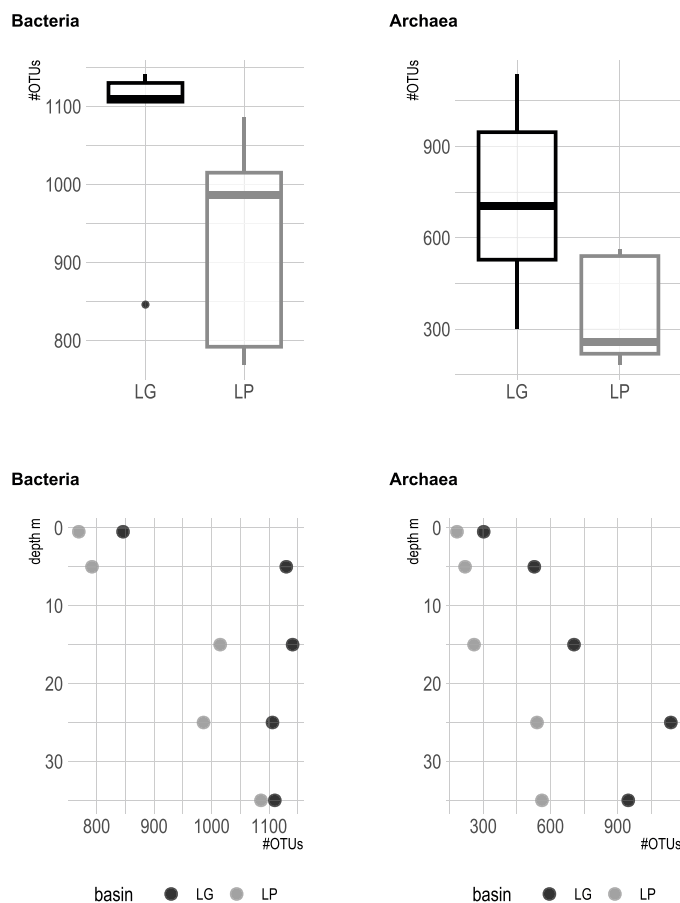 Bacteria
Archaea
#OTUs
#OTUs
1100
1000
900
800
900
600
300
LG LP
LG LP
Bacteria
Archaea
depth m
depth m
0
10
20
30
0
10
20
30
800 900 1000 1100
300 600 900
#OTUs
#OTUs
basin LG LP
basin LG LP